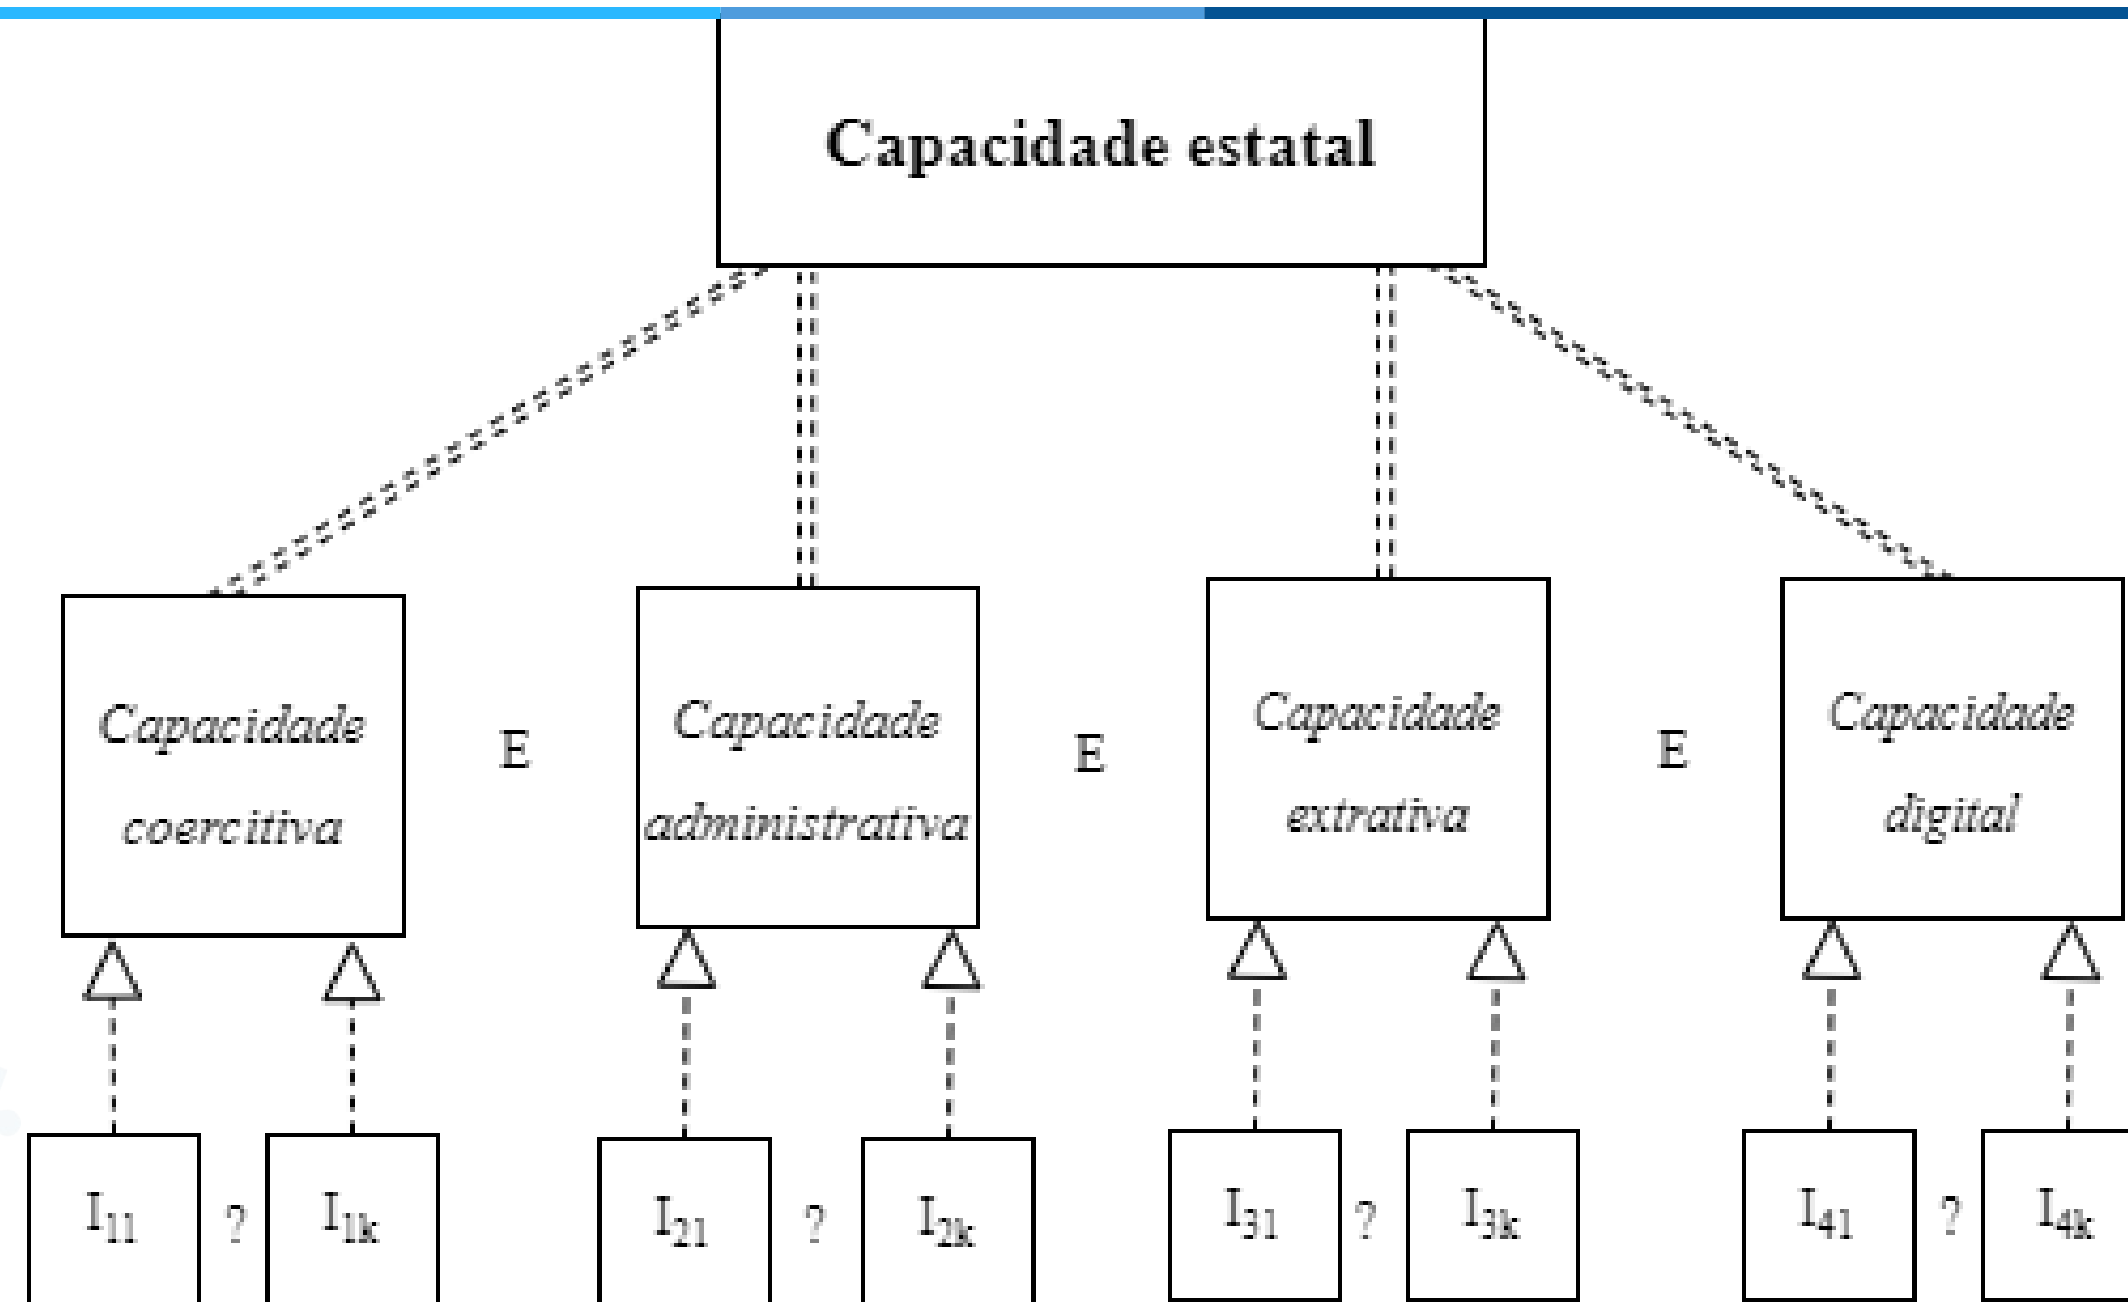 Capacidade estatal
Capacidade
coercitiva
E
Capacidade
administrativa
E
Capacidade
extrativa
E
Capacidade
digital
I11 ? I1k I21 ? I2k I31 ? I3k I41 ? I4k